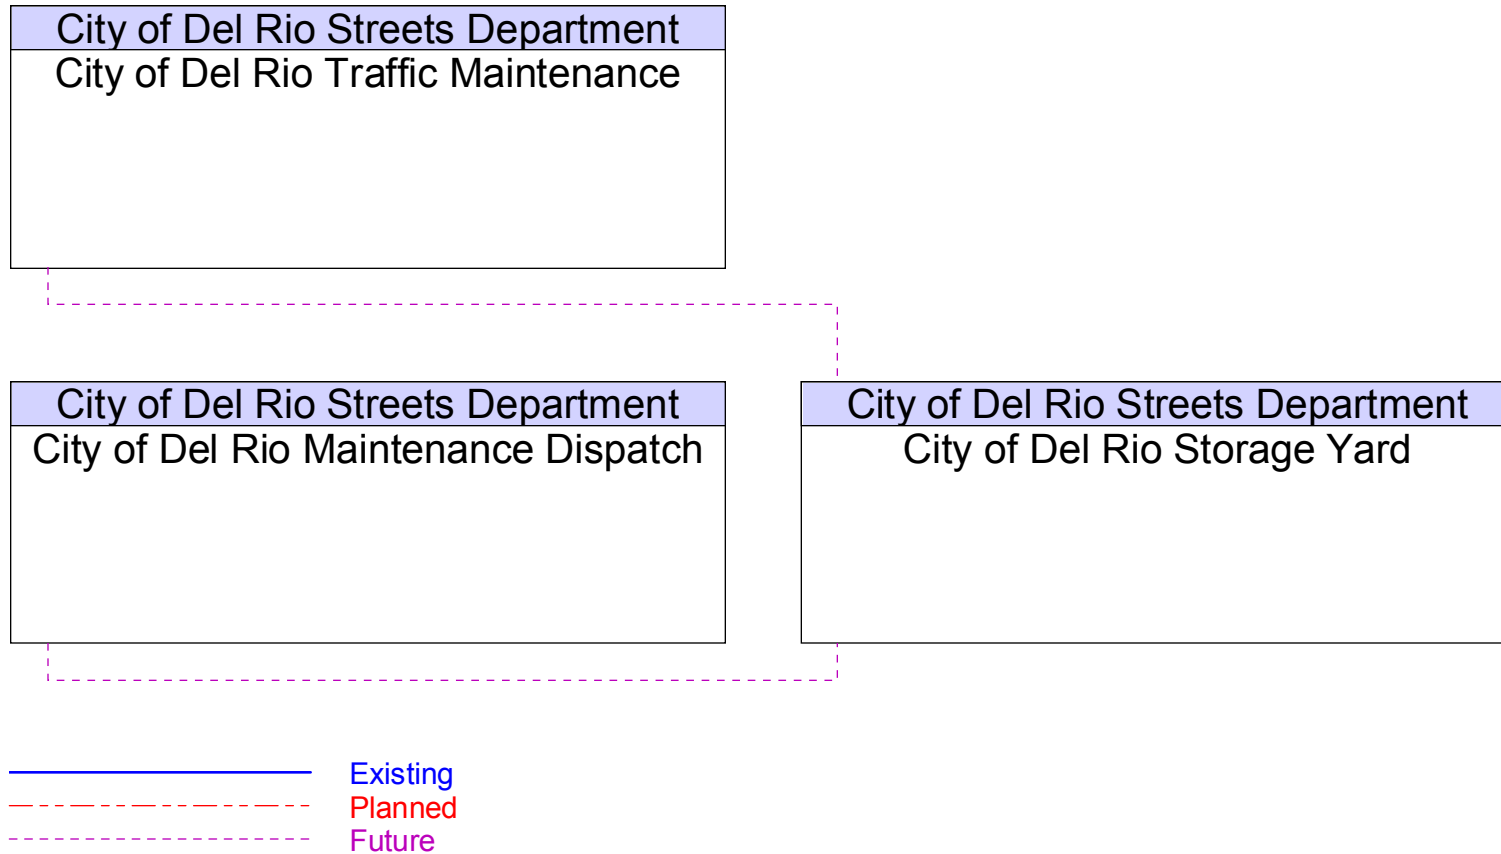 City of Del Rio Streets Department
City of Del Rio Traffic Maintenance
City of Del Rio Streets Department
City of Del Rio Maintenance Dispatch
City of Del Rio Streets Department
City of Del Rio Storage Yard
Existing
Planned
Future